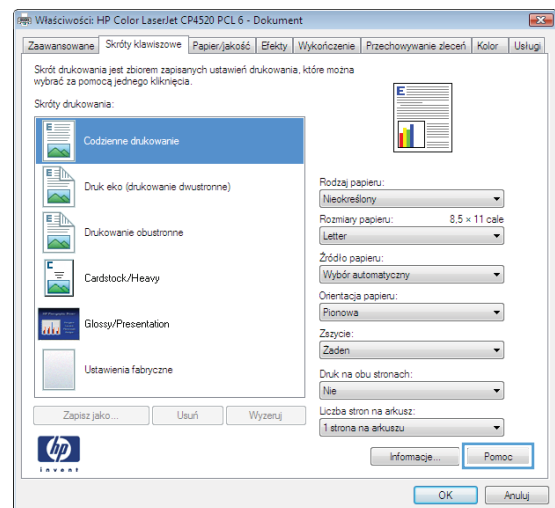 Właściwości: HP Color LaserJet CP4520 PCL 6 - Dokument
Zaawansowane Skróty klawiszowe Papier/jakość Efekty Wykończenie Przechowywanie zleceń Kolor Usługi
Skrót drukowania jest zbiorem zapisanych ustawień drukowania, które można
wybrać za pomocą jednego kliknięcia.
Skróty drukowania:
E
Codzienne drukowanie
E
Druk eko (drukowanie dwustronne)
E
Drukowanie obustronne
C
Cardstock/Heavy
Glossy/Presentation
Ustawienia fabryczne
Zapisz jako... Usuń Wyzeruj
E
Rodzaj papieru:
Nieokreślony
Rozmiary papieru: 8,5 × 11 cale
Letter
Źródło papieru:
Wybór automatyczny
Orientacja papieru:
Pionowa
Zszycie:
Żaden
Druk na obu stronach:
Nie
Liczba stron na arkusz:
1 strona na arkuszu
hp
invent
Informacje... Pomoc
OK Anuluj